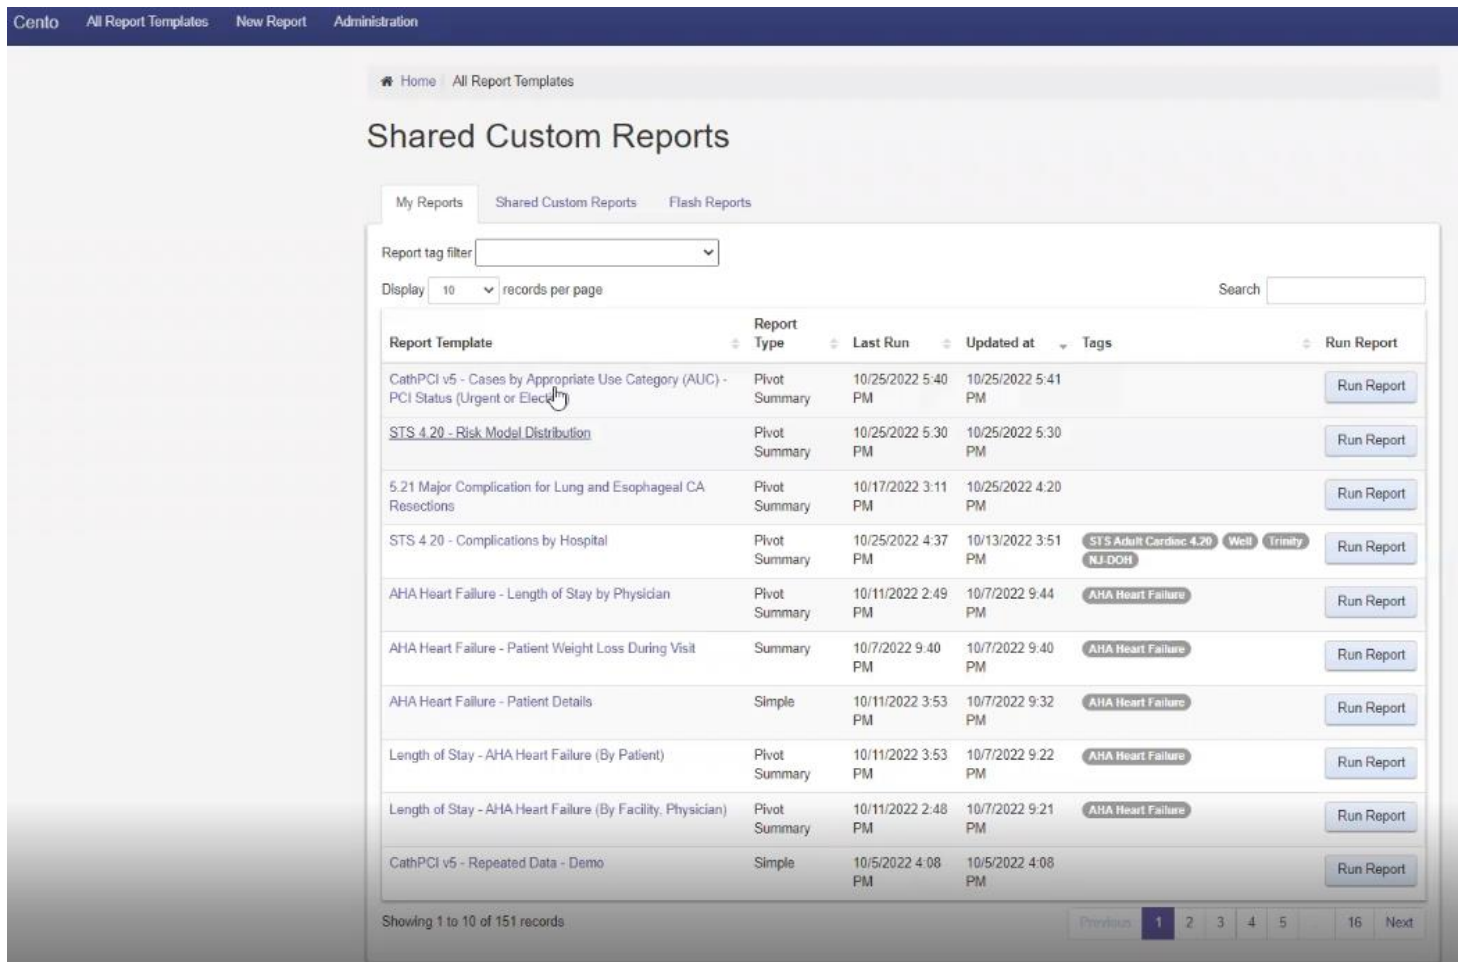 Cento All Report Templates New Report Administration
Home All Report Templates
Shared Custom Reports
My Reports Shared Custom Reports Flash Reports
Report tag filter
Display 10 records per page Search
Report Template Report Type Last Run Updated at Tags Run Report
CathPCI v5 - Cases by Appropriate Use Category (AUC) - Pivot 10/25/2022 5:40 10/25/2022 5:41 Run Report
PCI Status (Urgent or Elect Summary PM PM
STS 4.20 - Risk Model Distribution Pivot 10/25/2022 5:30 10/25/2022 5:30 Run Report
Summary PM PM
5.21 Major Complication for Lung and Esophageal CA Pivot 10/17/2022 3:11 10/25/2022 4:20 Run Report
Resections Summary PM PM
STS 4.20 - Complications by Hospital Pivot 10/25/2022 4:37 10/13/2022 3:51 STS Adult Cardiac 4.20 Well Trinity Run Report
Summary PM PM NJ-DOH
AHA Heart Failure - Length of Stay by Physician Pivot 10/11/2022 2:49 10/7/2022 9:44 AHA Heart Failure Run Report
Summary PM PM
AHA Heart Failure - Patient Weight Loss During Visit Summary 10/7/2022 9:40 10/7/2022 9:40 AHA Heart Failure Run Report
PM PM
AHA Heart Failure - Patient Details Simple 10/11/2022 3:53 10/7/2022 9:32 AHA Heart Failure Run Report
PM PM
Length of Stay - AHA Heart Failure (By Patient) Pivot 10/11/2022 3:53 10/7/2022 9:22 AHA Heart Failure Run Report
Summary PM PM
Length of Stay - AHA Heart Failure (By Facility, Physician) Pivot 10/11/2022 2:48 10/7/2022 9:21 AHA Heart Failure Run Report
Summary PM PM
CathPCI v5 - Repeated Data - Demo Simple 10/5/2022 4:08 10/5/2022 4:08 Run Report
PM PM
Showing 1 to 10 of 151 records Previous 1 2 3 4 5 16 Next